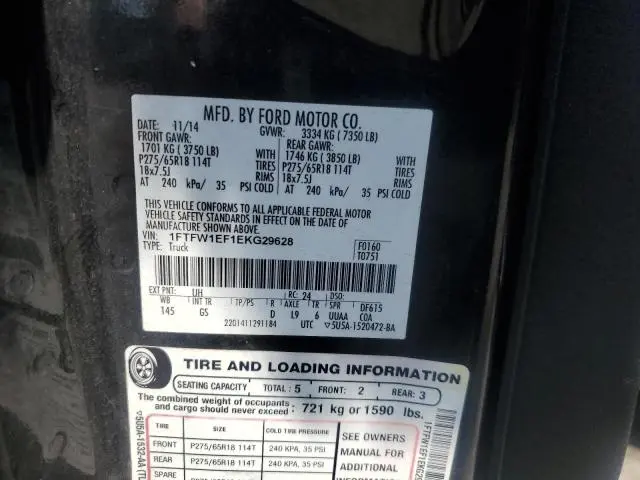 MFD. BY FORD MOTOR CO.
DATE: 11/14 GVWR: 3334 KG ( 7350 LB)
FRONT GAWR: REAR GAWR:
1701 KG ( 3750 LB) WITH 1746 KG ( 3850 LB) WITH
P275/65R18 114T TIRES P275/65R18 114T TIRES
18x7.5J RIMS 18x7.5J RIMS
AT 240 kPa/ 35 PSI COLD AT 240 kPa/ 35 PSI COLD
THIS VEHICLE CONFORMS TO ALL APPLICABLE FEDERAL MOTOR
VEHICLE SAFETY STANDARDS IN EFFECT ON THE DATE OF
MANUFACTURE SHOWN ABOVE.
VIN: 1FTFW1EF1EKG29628 F0160
TYPE: Truck T0751
EXT PNT: UH RC: 24 DSO:
WB INT TR TP/PS R AXLE TR SPR DF615
145 GS D L9 6 UUAA COA
2201411291184 UTC ▽5U5A-1520472-BA
TIRE AND LOADING INFORMATION
SEATING CAPACITY TOTAL: 5 FRONT: 2 REAR: 3
The combined weight of occupants
and cargo should never exceed: 721 kg or 1590 lbs.
TIRE SIZE COLD TIRE PRESSURE
FRONT P275/65R18 114T 240 KPA, 35 PSI
REAR P275/65R18 114T 240 KPA, 35 PSI
SPARE
SEE OWNERS
MANUAL FOR
ADDITIONAL